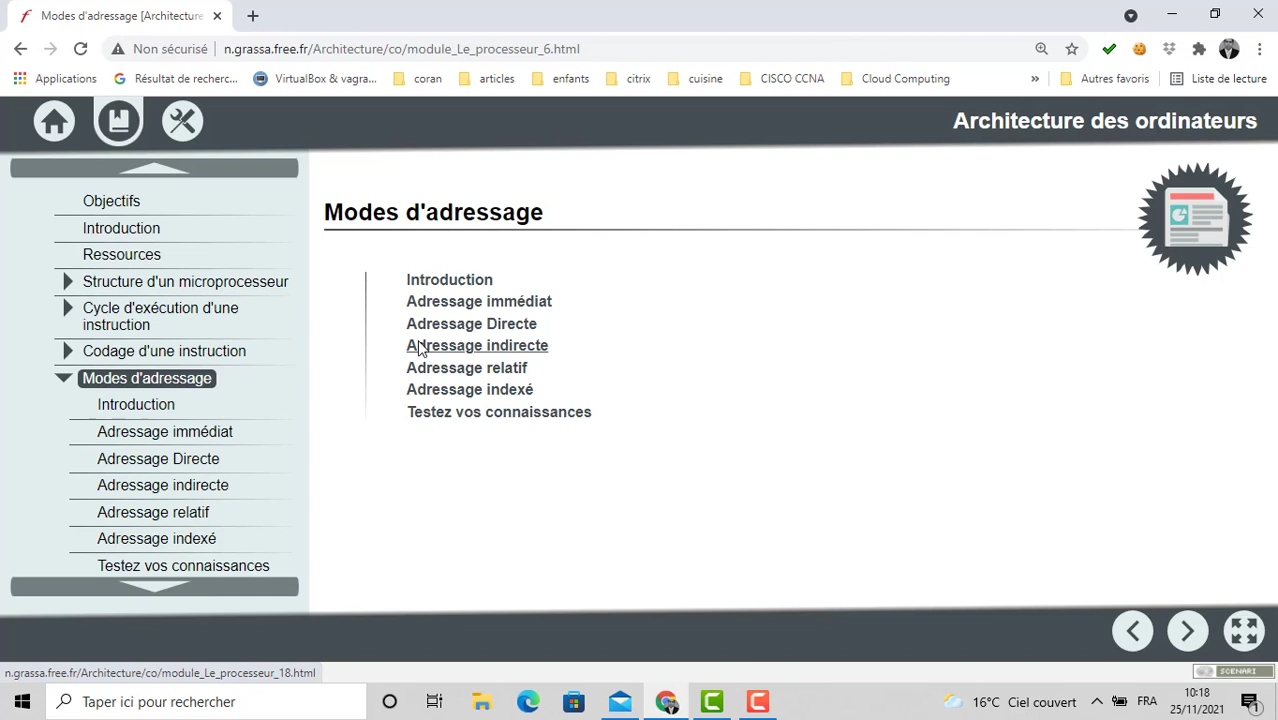 Modes d'adressage [Architecture
Non sécurisé
n.grassa.free.fr/Architecture/co/module_Le_processeur_6.html
Applications
Résultat de recherc...
VirtualBox & vagra...
coran
articles
enfants
citrix
cuisine
CISCO CCNA
Cloud Computing
»
Autres favoris
Liste de lecture
Architecture des ordinateurs
Objectifs
Introduction
Ressources
Structure d'un microprocesseur
Cycle d'exécution d'une
instruction
Codage d'une instruction
Modes d'adressage
Introduction
Adressage immédiat
Adressage Directe
Adressage indirecte
Adressage relatif
Adressage indexé
Testez vos connaissances
Modes d'adressage
Introduction
Adressage immédiat
Adressage Directe
Adressage indirecte
Adressage relatif
Adressage indexé
Testez vos connaissances
n.grassa.free.fr/Architecture/co/module_Le_processeur_18.html
SCENARI
Taper ici pour rechercher
16°C Ciel couvert
FRA
10:18
25/11/2021
1